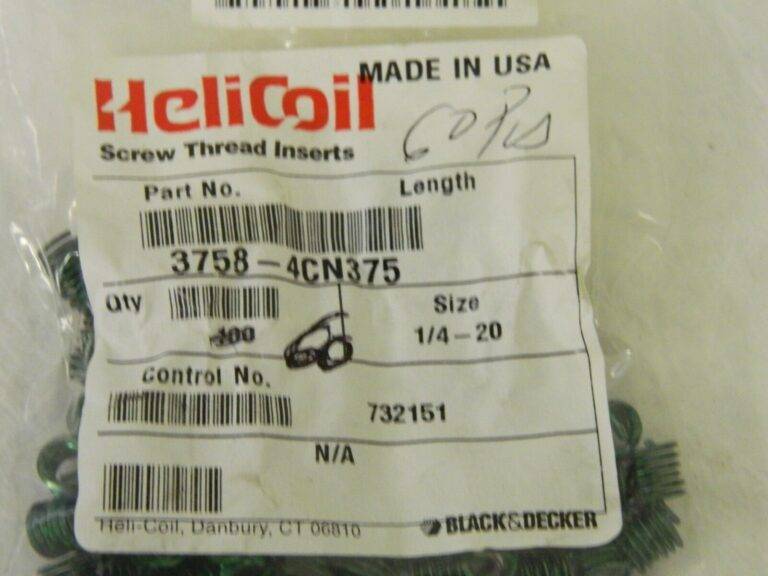 HeliCoil MADE IN USA
60 Pcs
Screw Thread Inserts
Part No. Length
3758-4CN375
Qty Size
100 60 1/4-20
Control No.
732151
N/A
Heli-Coil, Danbury, CT 06810 BLACK&DECKER